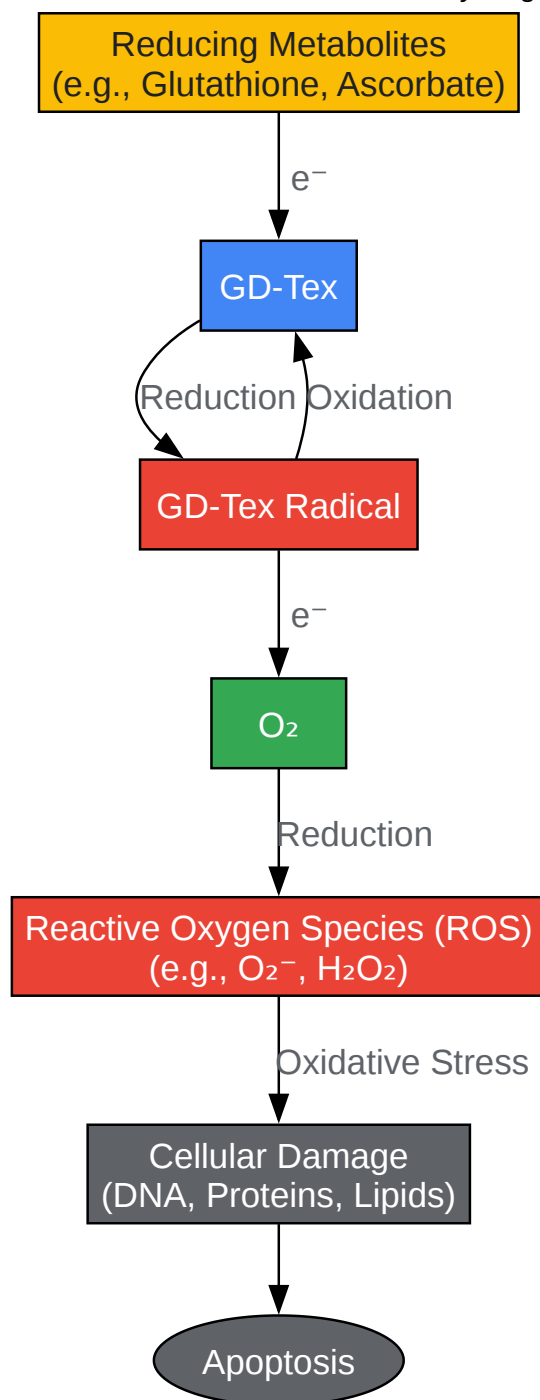 Reducing Metabolites
(e.g., Glutathione, Ascorbate)
e⁻
GD-Tex
Reduction
Oxidation
GD-Tex Radical
e⁻
O₂
Reduction
Reactive Oxygen Species (ROS)
(e.g., O₂⁻, H₂O₂)
Oxidative Stress
Cellular Damage
(DNA, Proteins, Lipids)
Apoptosis